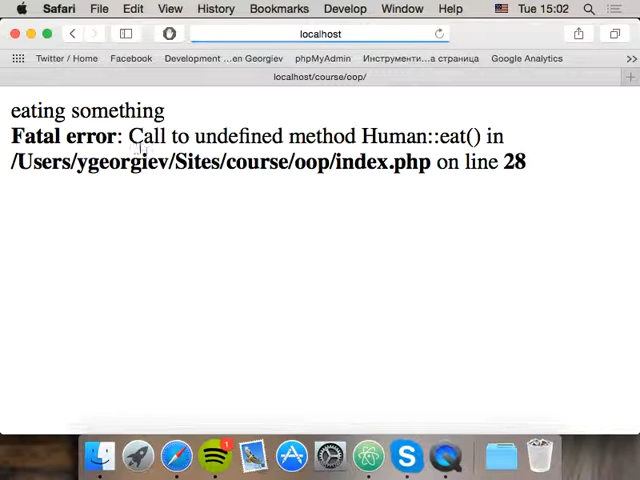 Safari File Edit View History Bookmarks Develop Window Help Tue 15:02
localhost
Twitter / Home Facebook Development ...en Georgiev phpMyAdmin Инструменти...а страница Facebook Google Analytics >>
localhost/course/oop/
eating something
Fatal error: Call to undefined method Human::eat() in
/Users/ygeorgiev/Sites/course/oop/index.php on line 28
1